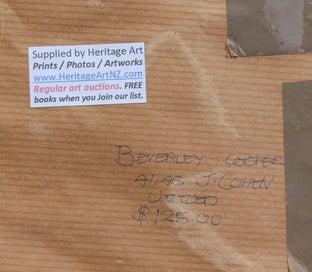 Supplied by Heritage Art
Prints / Photos / Artworks
www.HeritageArtNZ.com
Regular art auctions. FREE
books when you Join our list.
BEVERLEY
ALIAS J. COHEN
$125.00